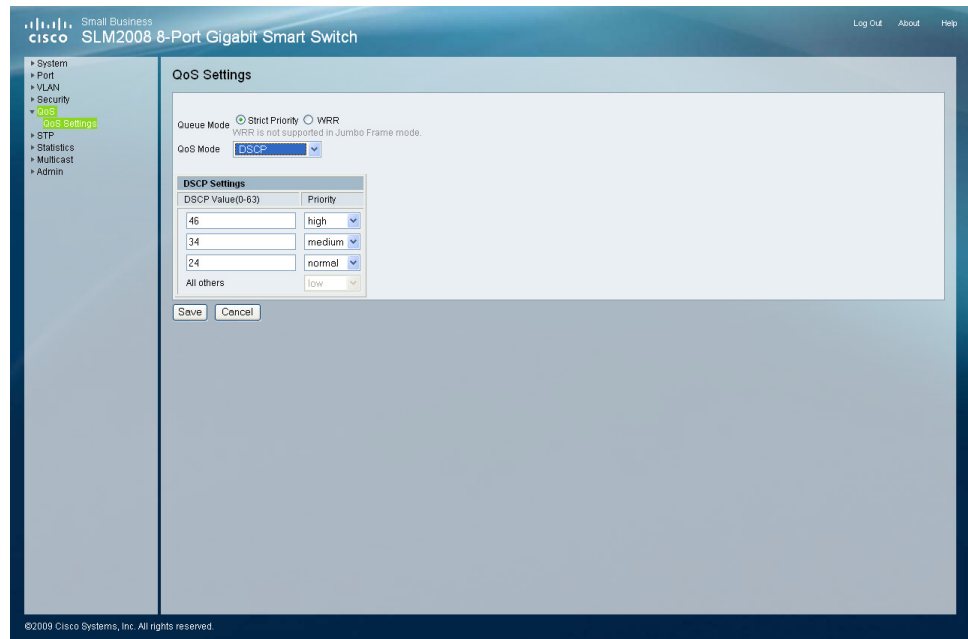 Small Business
CISCO SLM2008 8-Port Gigabit Smart Switch
Log Out About Help
System
Port
VLAN
Security
QoS
QoS Settings
STP
Statistics
Multicast
Admin
QoS Settings
Queue Mode Strict Priority WRR
WRR is not supported in Jumbo Frame mode.
QoS Mode DSCP
DSCP Settings
DSCP Value(0-63) Priority
46 high
34 medium
24 normal
All others low
Save Cancel
©2009 Cisco Systems, Inc. All rights reserved.